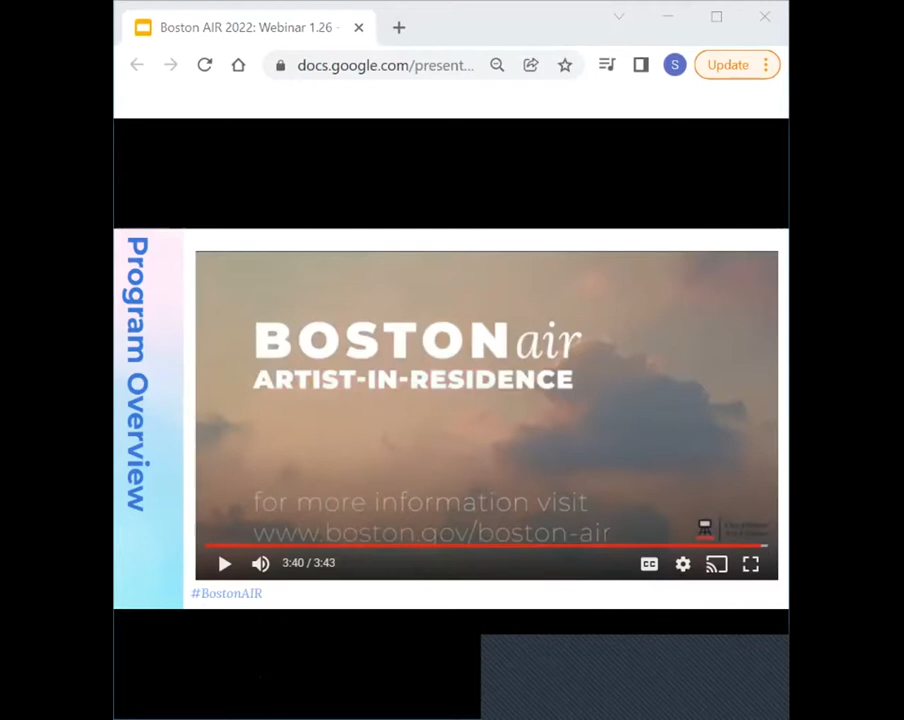 Boston AIR 2022: Webinar 1.26 -
docs.google.com/present...
S
Update
Program Overview
BOSTON air
ARTIST-IN-RESIDENCE
for more information visit
www.boston.gov/boston-air
3:40 / 3:43
CC
#BostonAIR